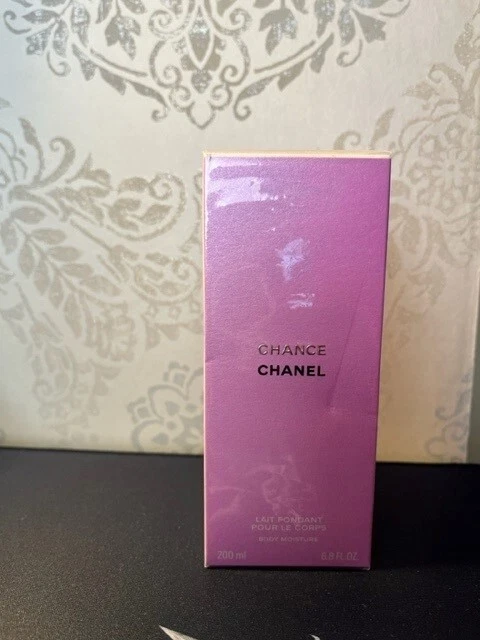 CHANCE
CHANEL
LAIT FONDANT
POUR LE CORPS
BODY MOISTURE
200 ml 6.8 FL. OZ.